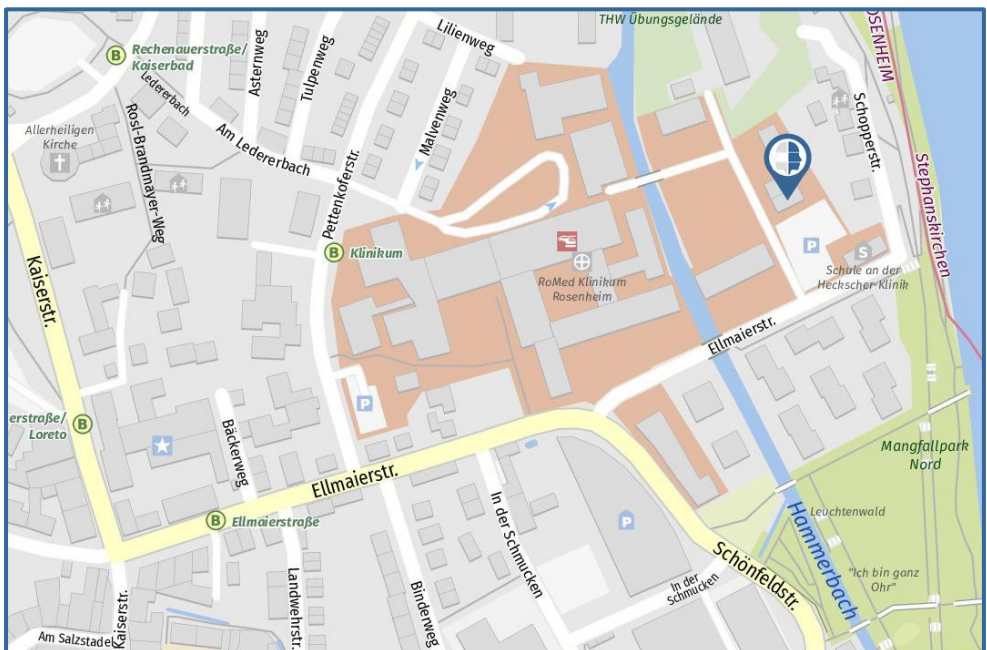 THW Übungsgelände
Lilienweg
Rechenauerstraße/
Kaiserbad
B
Asternweg
Tulpenweg
Malvenweg
Ledererbach
Rosl-Brandmayer-Weg
Allerheiligen
Kirche
Am Ledererbach
Pettenkoferstr.
ROSENHEIM
Stephanskirchen
Schopperstr.
B
Klinikum
RoMed Klinikum
Rosenheim
P
S
Schule an der
Heckscher-Klinik
Kaiserstr.
Ellmaierstr.
P
erstraße/
Loreto
B
Bäckerweg
Ellmaierstr.
B
Ellmaierstraße
In der Schmucken
P
Mangfallpark
Nord
Leuchtenwald
Hammerbach
"Ich bin ganz
Ohr"
Schönfeldstr.
In der
Schmucken
Binderweg
Landwehrstr.
Kaiserstr.
Am Salzstadel